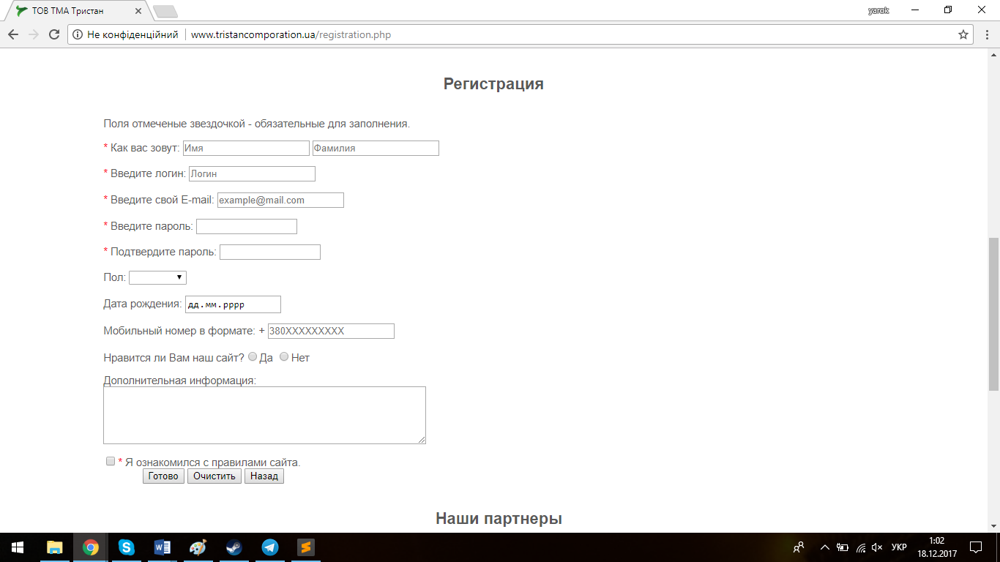 ТОВ ТМА Тристан
yarok
Не конфіденційний www.tristancomporation.ua/registration.php
Регистрация
Поля отмеченые звездочкой - обязательные для заполнения.
* Как вас зовут: Имя Фамилия
* Введите логин: Логин
* Введите свой E-mail: example@mail.com
* Введите пароль:
* Подтвердите пароль:
Пол:
Дата рождения: дд.мм.рррр
Мобильный номер в формате: + 380XXXXXXXXX
Нравится ли Вам наш сайт? Да Нет
Дополнительная информация:
* Я ознакомился с правилами сайта.
Готово Очистить Назад
Наши партнеры
УКР
1:02
18.12.2017